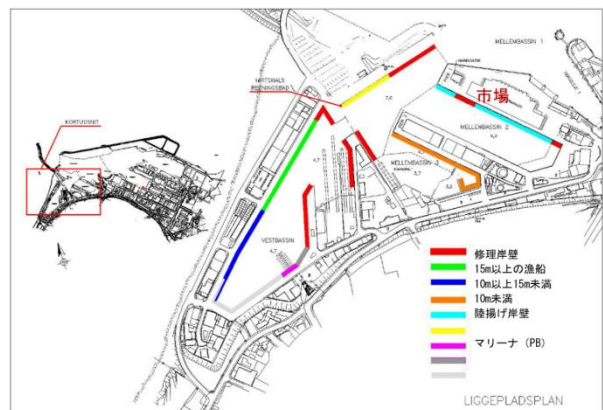 MELLEMBASSIN 1
KORTUDSNIT
市場
7,0
MELLEMBASSIN 2
MELLEMBASSIN 3
VESTBASSIN
修理岸壁
15m以上の漁船
10m以上15m未満
10m未満
陸揚げ岸壁
マリーナ（PB）
LIGGEPLADSPLAN